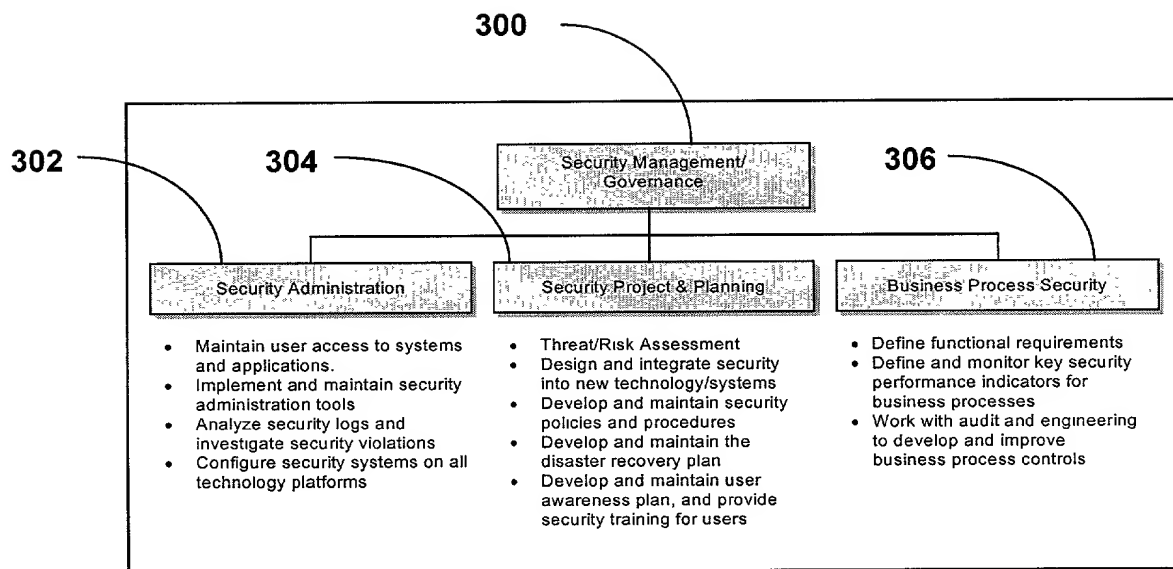 300
302
304
306
Security Management/
Governance
Security Administration
Security Project & Planning
Business Process Security
• Maintain user access to systems
and applications.
• Implement and maintain security
administration tools
• Analyze security logs and
investigate security violations
• Configure security systems on all
technology platforms
• Threat/Risk Assessment
• Design and integrate security
into new technology/systems
• Develop and maintain security
policies and procedures
• Develop and maintain the
disaster recovery plan
• Develop and maintain user
awareness plan, and provide
security training for users
• Define functional requirements
• Define and monitor key security
performance indicators for
business processes
• Work with audit and engineering
to develop and improve
business process controls